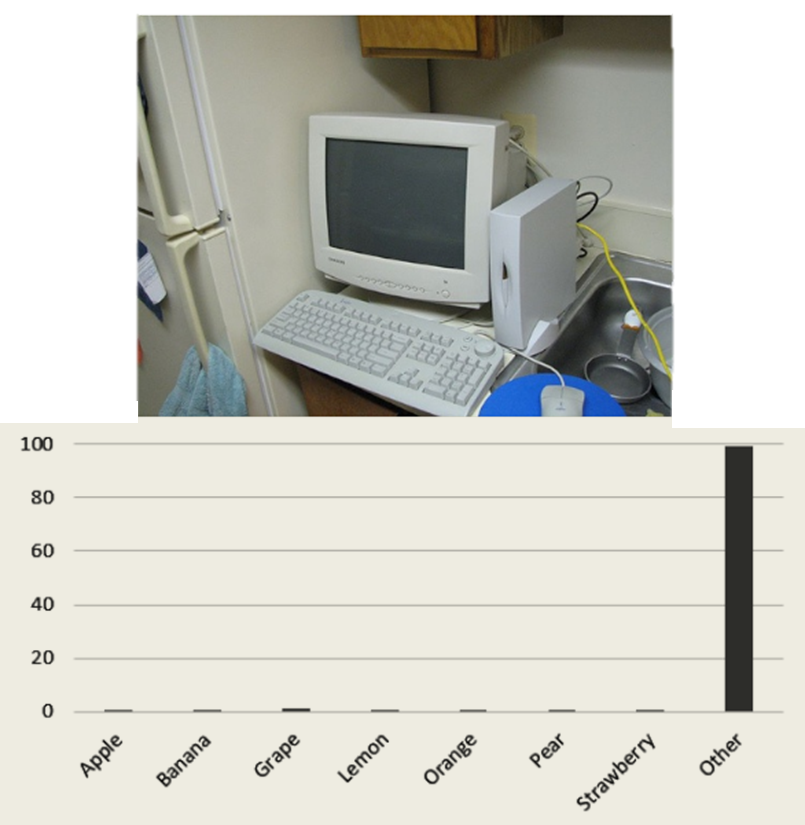 100
80
60
40
20
0
Apple
Banana
Grape
Lemon
Orange
Pear
Strawberry
Other